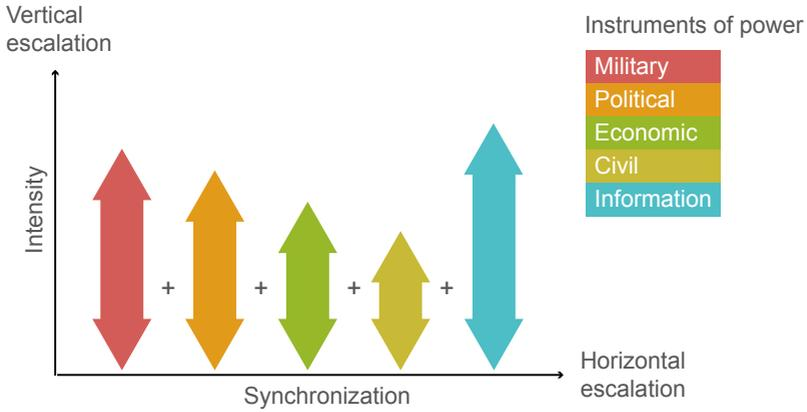 Vertical
escalation
Instruments of power
Military
Political
Economic
Civil
Information
Intensity
+ + + +
Synchronization
Horizontal
escalation